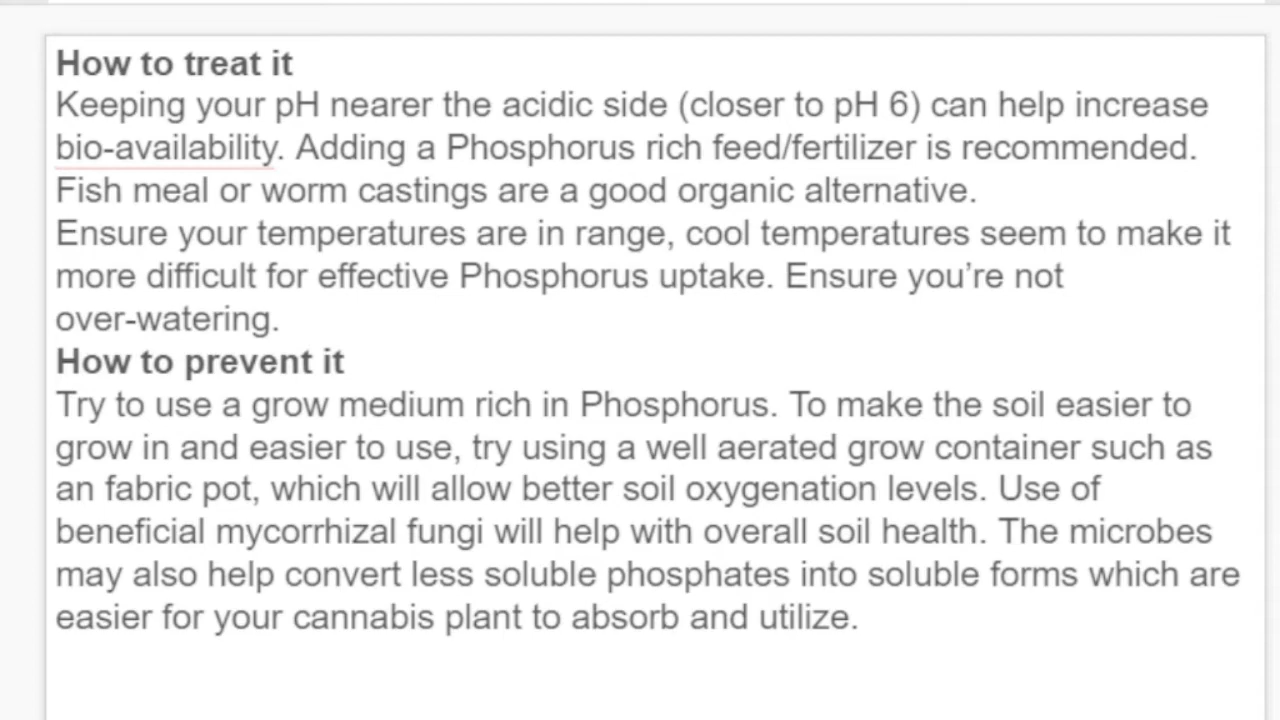 How to treat it
Keeping your pH nearer the acidic side (closer to pH 6) can help increase
bio-availability. Adding a Phosphorus rich feed/fertilizer is recommended.
Fish meal or worm castings are a good organic alternative.
Ensure your temperatures are in range, cool temperatures seem to make it
more difficult for effective Phosphorus uptake. Ensure you’re not
over-watering.
How to prevent it
Try to use a grow medium rich in Phosphorus. To make the soil easier to
grow in and easier to use, try using a well aerated grow container such as
an fabric pot, which will allow better soil oxygenation levels. Use of
beneficial mycorrhizal fungi will help with overall soil health. The microbes
may also help convert less soluble phosphates into soluble forms which are
easier for your cannabis plant to absorb and utilize.